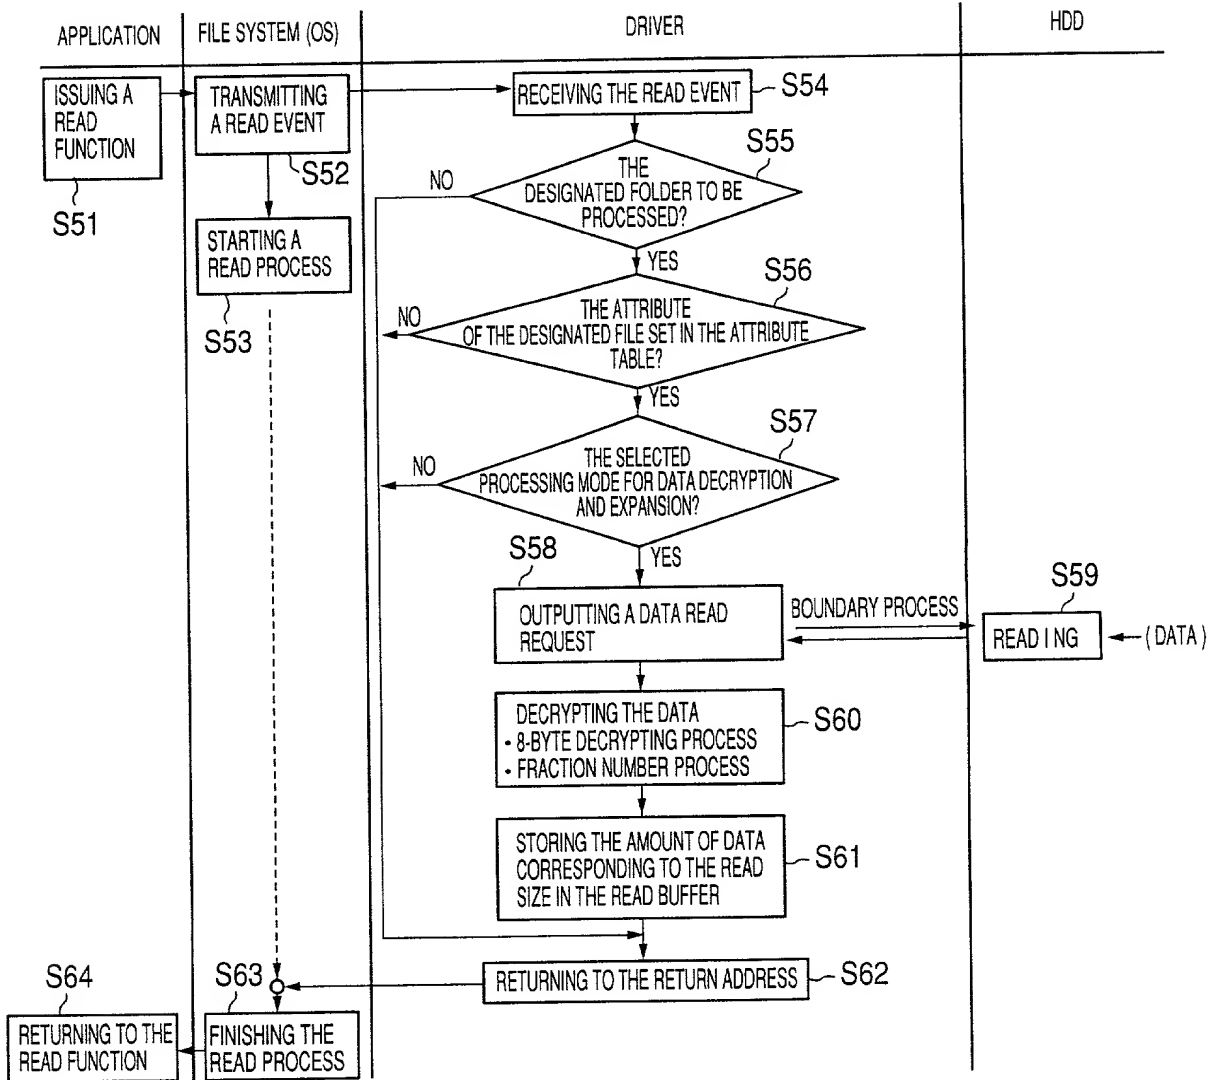 APPLICATION
FILE SYSTEM (OS)
DRIVER
HDD
ISSUING A
READ
FUNCTION
S51
TRANSMITTING
A READ EVENT
S52
STARTING A
READ PROCESS
S53
RECEIVING THE READ EVENT
S54
THE
DESIGNATED FOLDER TO BE
PROCESSED?
S55
NO
YES
THE ATTRIBUTE
OF THE DESIGNATED FILE SET IN THE ATTRIBUTE
TABLE?
S56
NO
YES
THE SELECTED
PROCESSING MODE FOR DATA DECRYPTION
AND EXPANSION?
S57
NO
YES
S58
OUTPUTTING A DATA READ
REQUEST
BOUNDARY PROCESS
S59
READ I NG
( DATA )
DECRYPTING THE DATA
• 8-BYTE DECRYPTING PROCESS
• FRACTION NUMBER PROCESS
S60
STORING THE AMOUNT OF DATA
CORRESPONDING TO THE READ
SIZE IN THE READ BUFFER
S61
RETURNING TO THE RETURN ADDRESS
S62
S63
FINISHING THE
READ PROCESS
S64
RETURNING TO THE
READ FUNCTION